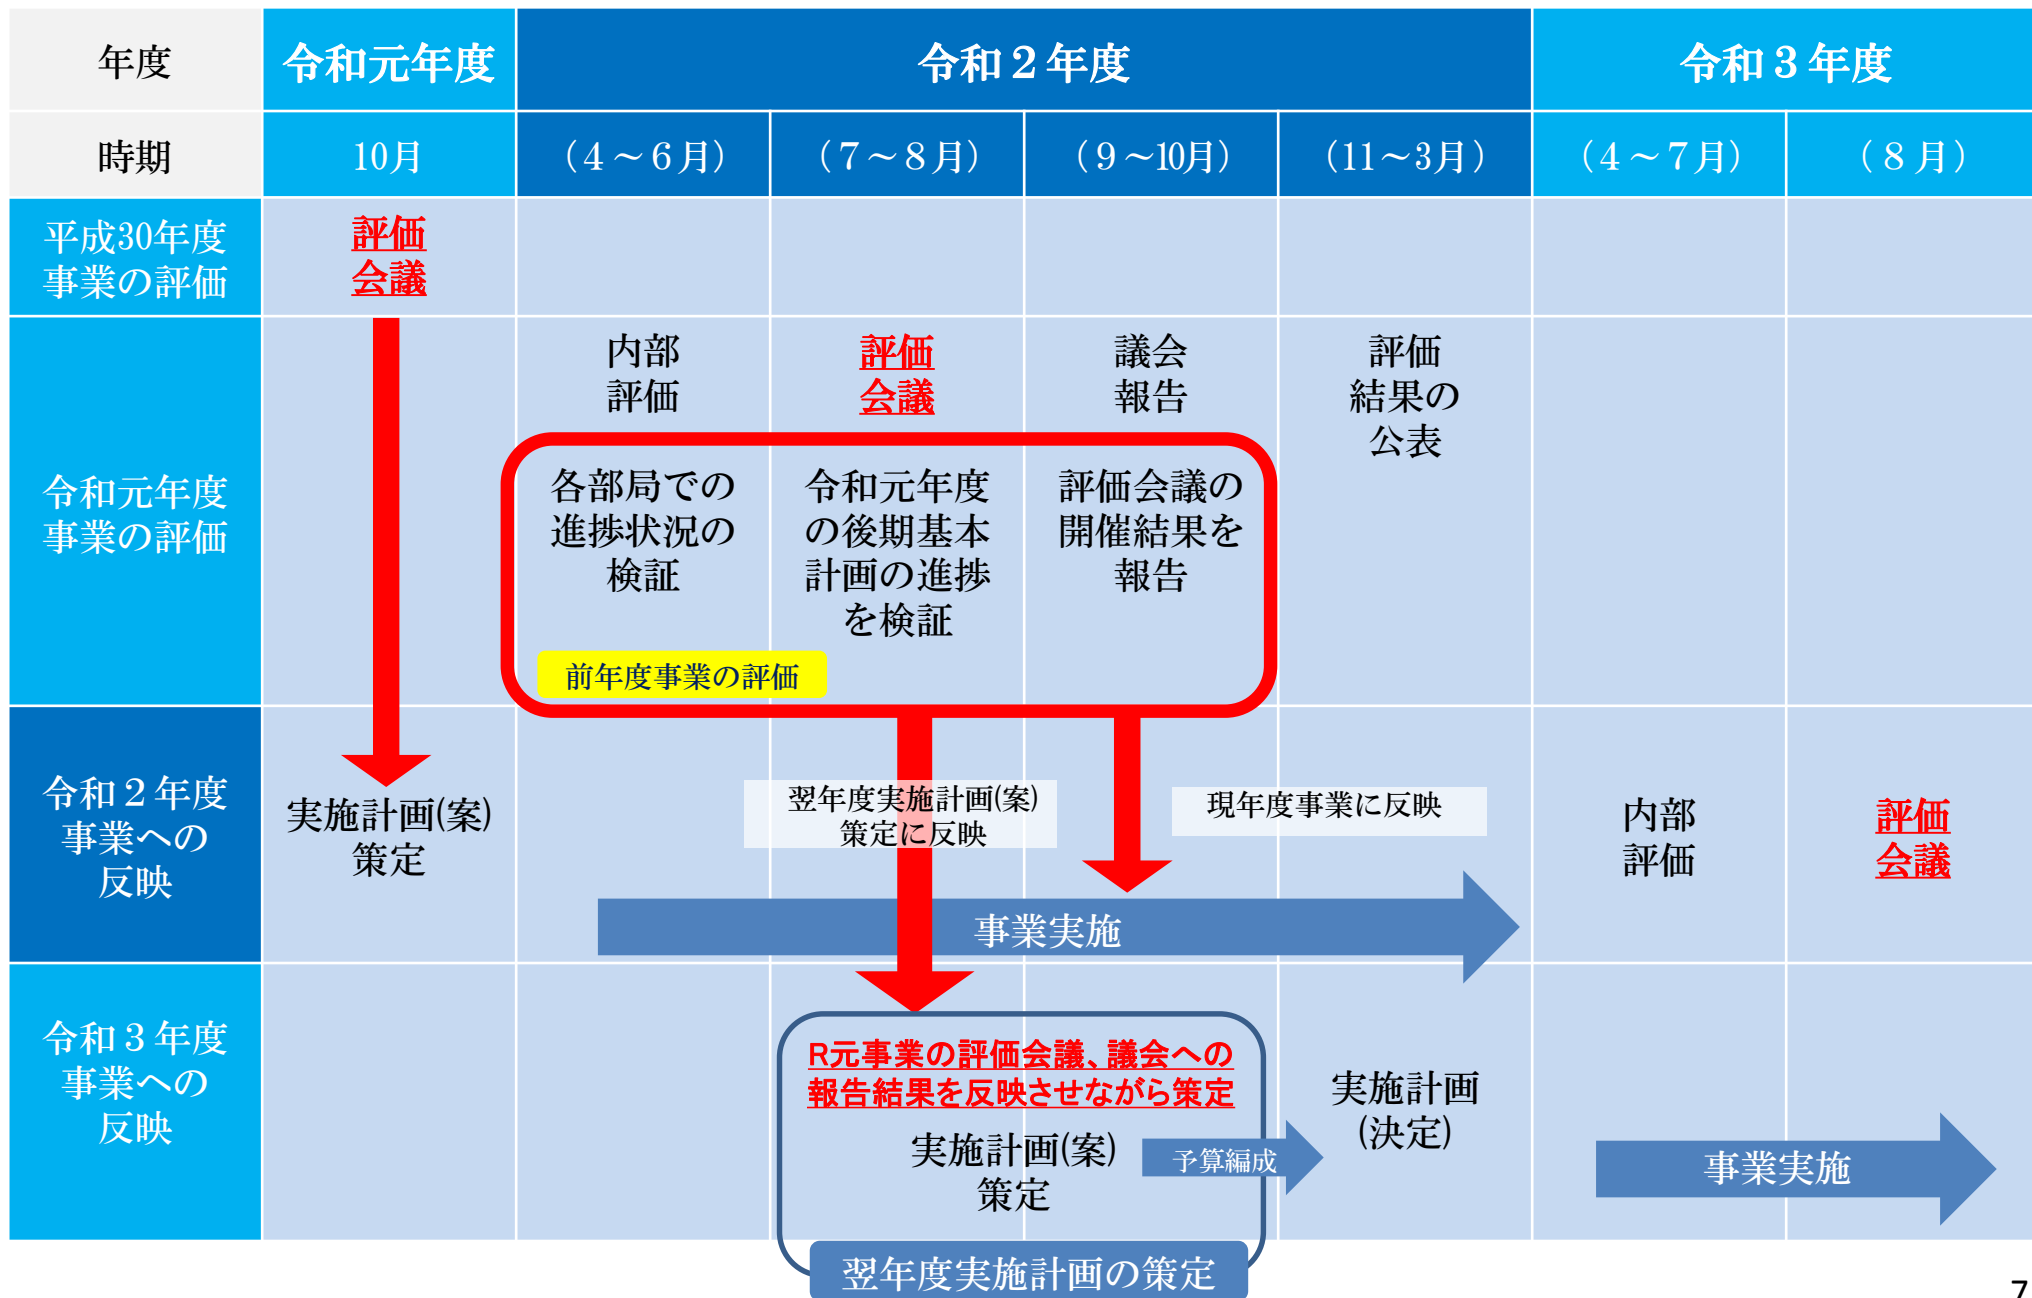 年度
令和元年度
令和２年度
令和３年度
時期
10月
（４～６月）
（７～８月）
（９～10月）
（11～3月）
（４～７月）
（８月）
平成30年度
事業の評価
評価
会議
令和元年度
事業の評価
内部
評価
評価
会議
議会
報告
評価
結果の
公表
各部局での
進捗状況の
検証
令和元年度
の後期基本
計画の進捗
を検証
評価会議の
開催結果を
報告
前年度事業の評価
令和２年度
事業への
反映
実施計画(案)
策定
翌年度実施計画(案)
策定に反映
現年度事業に反映
内部
評価
評価
会議
事業実施
令和３年度
事業への
反映
R元事業の評価会議、議会への
報告結果を反映させながら策定
実施計画(案)
策定
予算編成
実施計画
(決定)
事業実施
翌年度実施計画の策定
7